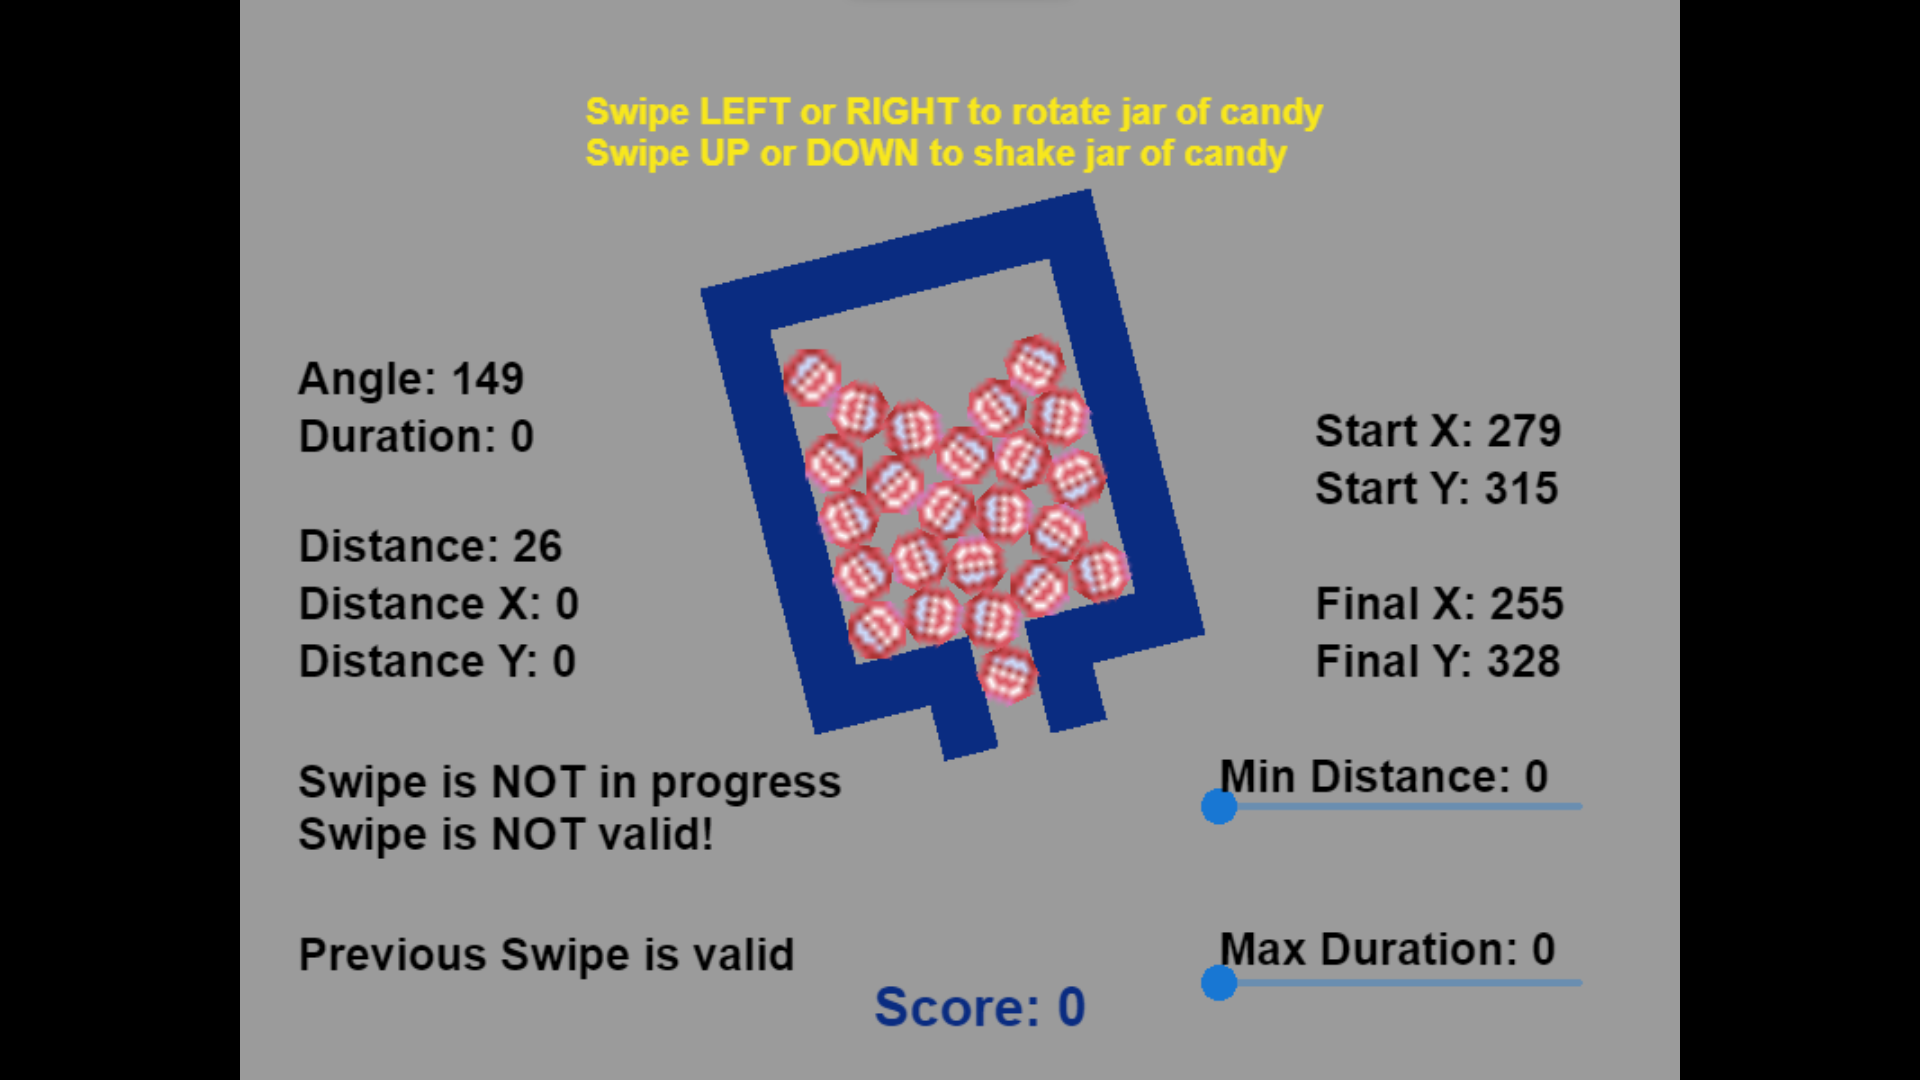 Swipe LEFT or RIGHT to rotate jar of candy
Swipe UP or DOWN to shake jar of candy
Angle: 149
Duration: 0
Distance: 26
Distance X: 0
Distance Y: 0
Start X: 279
Start Y: 315
Final X: 255
Final Y: 328
Swipe is NOT in progress
Swipe is NOT valid!
Previous Swipe is valid
Min Distance: 0
Max Duration: 0
Score: 0